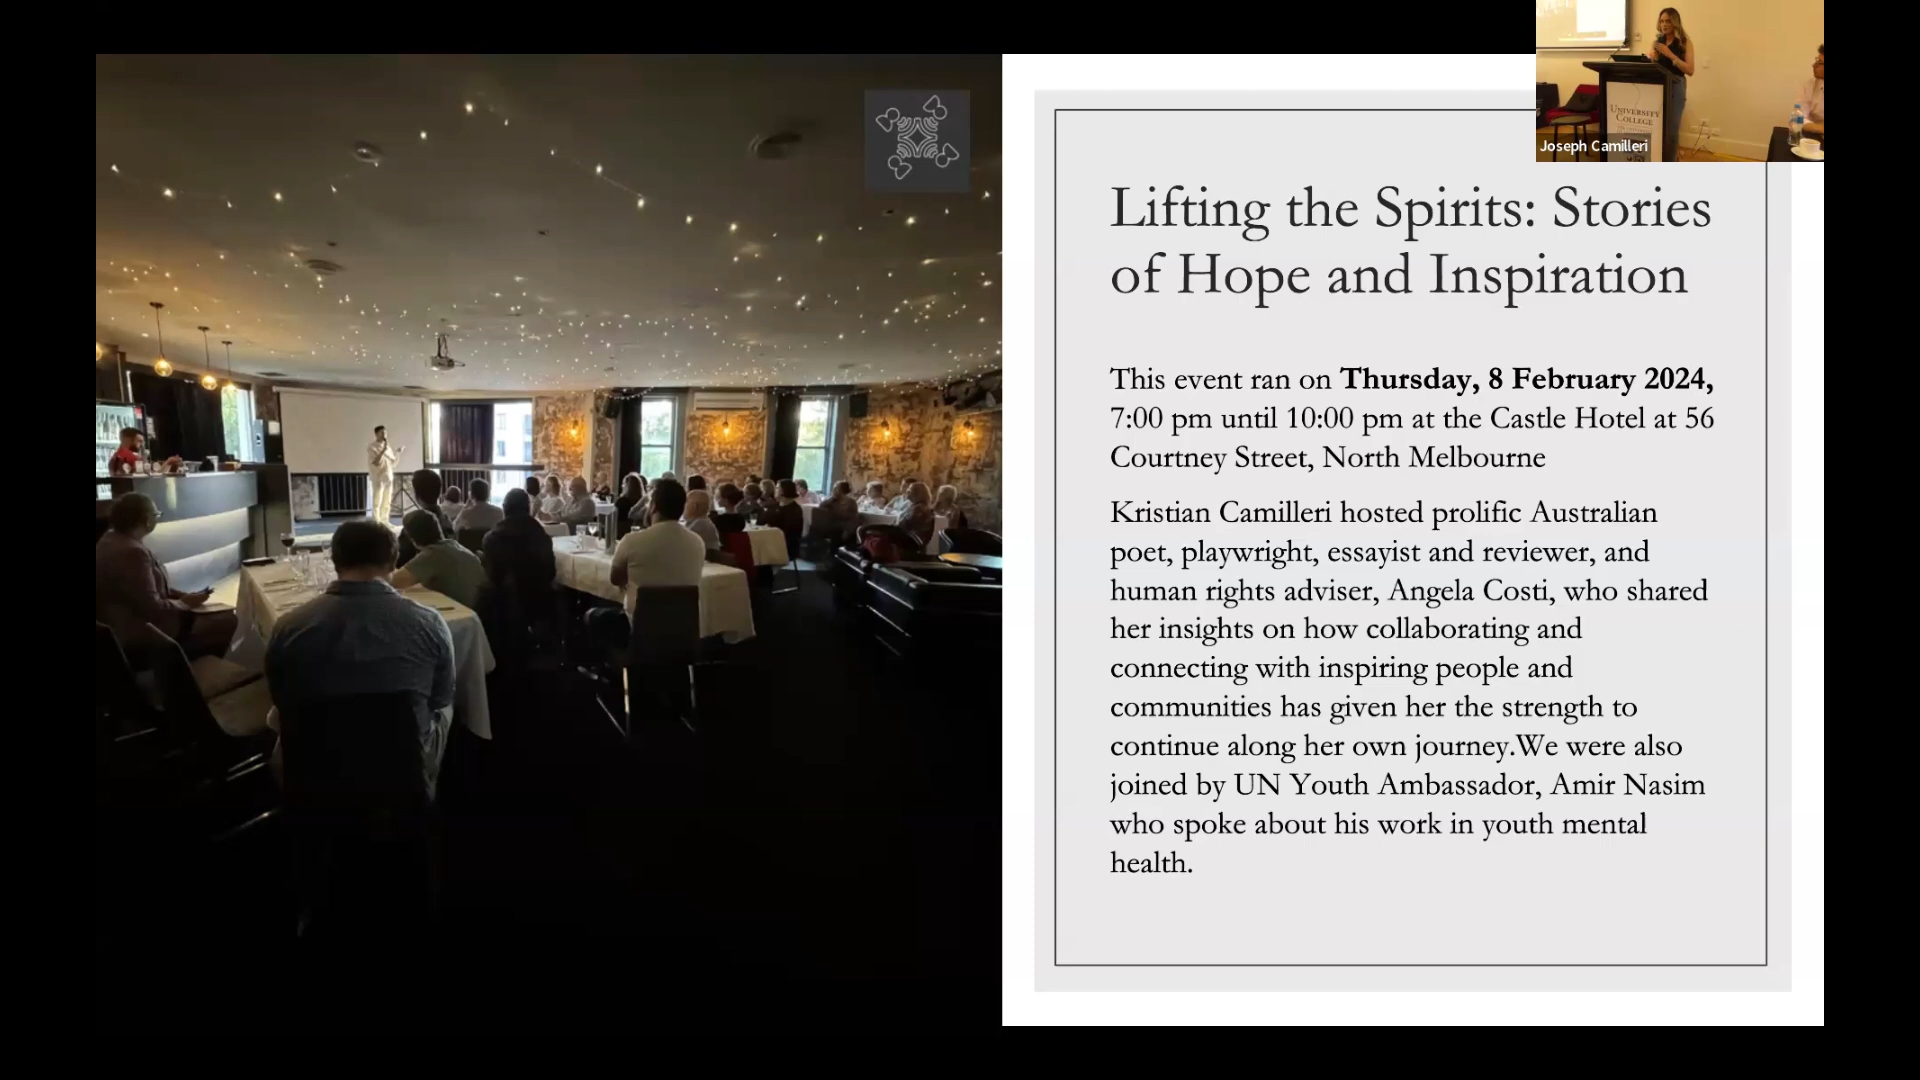 Joseph Camilleri
UNIVERSITY
COLLEGE
Lifting the Spirits: Stories
of Hope and Inspiration
This event ran on Thursday, 8 February 2024,
7:00 pm until 10:00 pm at the Castle Hotel at 56
Courtney Street, North Melbourne
Kristian Camilleri hosted prolific Australian
poet, playwright, essayist and reviewer, and
human rights adviser, Angela Costi, who shared
her insights on how collaborating and
connecting with inspiring people and
communities has given her the strength to
continue along her own journey.We were also
joined by UN Youth Ambassador, Amir Nasim
who spoke about his work in youth mental
health.